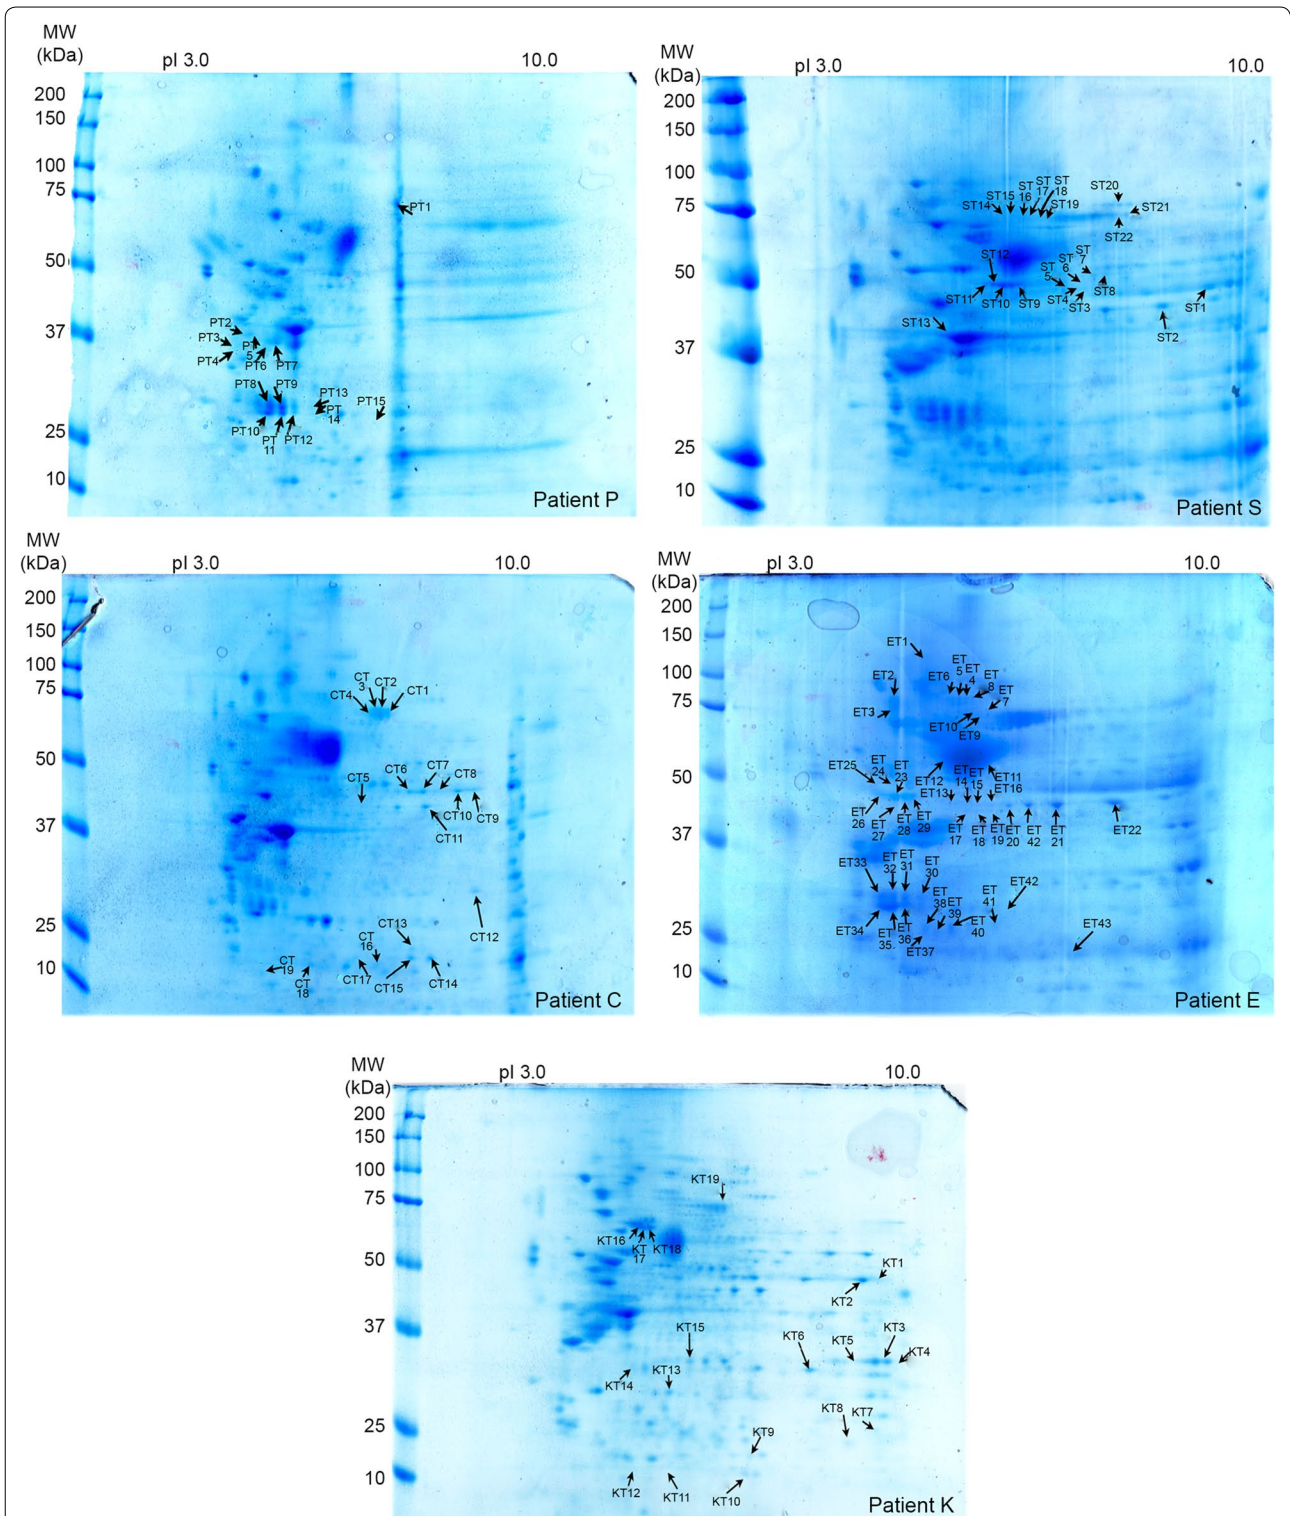 MW
(kDa)
pI 3.0
10.0
200
150
100
75
50
37
25
10
PT1
PT2
PT3
PT
5
PT4
PT6
PT7
PT8
PT9
PT13
PT
14
PT15
PT10
PT
11
PT12
Patient P
MW
(kDa)
pI 3.0
10.0
200
150
100
75
50
37
25
10
ST
16
ST
17
ST
18
ST15
ST14
ST19
ST20
ST21
ST22
ST12
ST
5
ST
6
ST
7
ST8
ST11
ST10
ST9
ST4
ST3
ST1
ST2
ST13
Patient S
MW
(kDa)
pI 3.0
10.0
200
150
100
75
50
37
25
10
CT
3
CT2
CT4
CT1
CT5
CT6
CT7
CT8
CT10
CT9
CT11
CT12
CT13
CT
16
CT
19
CT
18
CT17
CT15
CT14
Patient C
MW
(kDa)
pI 3.0
10.0
200
150
100
75
50
37
25
10
ET1
ET2
ET6
ET
5
ET
4
ET
8
ET
7
ET3
ET10
ET9
ET25
ET
24
ET
23
ET12
ET
14
ET
15
ET11
ET13
ET16
ET
26
ET
27
ET
28
ET
29
ET
17
ET
18
ET
19
ET
20
ET
42
ET
21
ET22
ET33
ET
32
ET
31
ET
30
ET
38
ET
39
ET
41
ET42
ET34
ET
35
ET
36
ET37
ET
40
ET43
Patient E
MW
(kDa)
pI 3.0
10.0
200
150
100
75
50
37
25
10
KT19
KT16
KT
17
KT18
KT1
KT2
KT15
KT6
KT5
KT3
KT4
KT14
KT13
KT8
KT7
KT9
KT12
KT11
KT10
Patient K